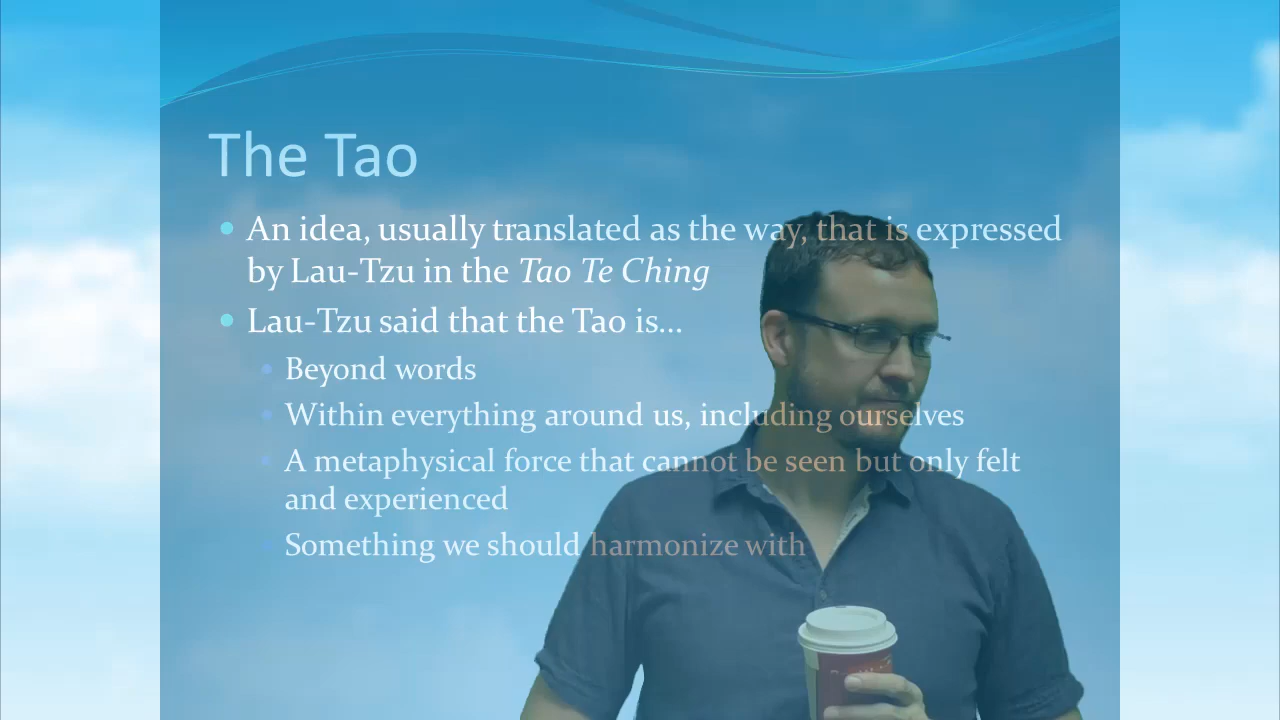 The Tao
An idea, usually translated as the way, that is expressed
by Lau-Tzu in the Tao Te Ching
Lau-Tzu said that the Tao is…
Beyond words
Within everything around us, including ourselves
A metaphysical force that cannot be seen but only felt
and experienced
Something we should harmonize with